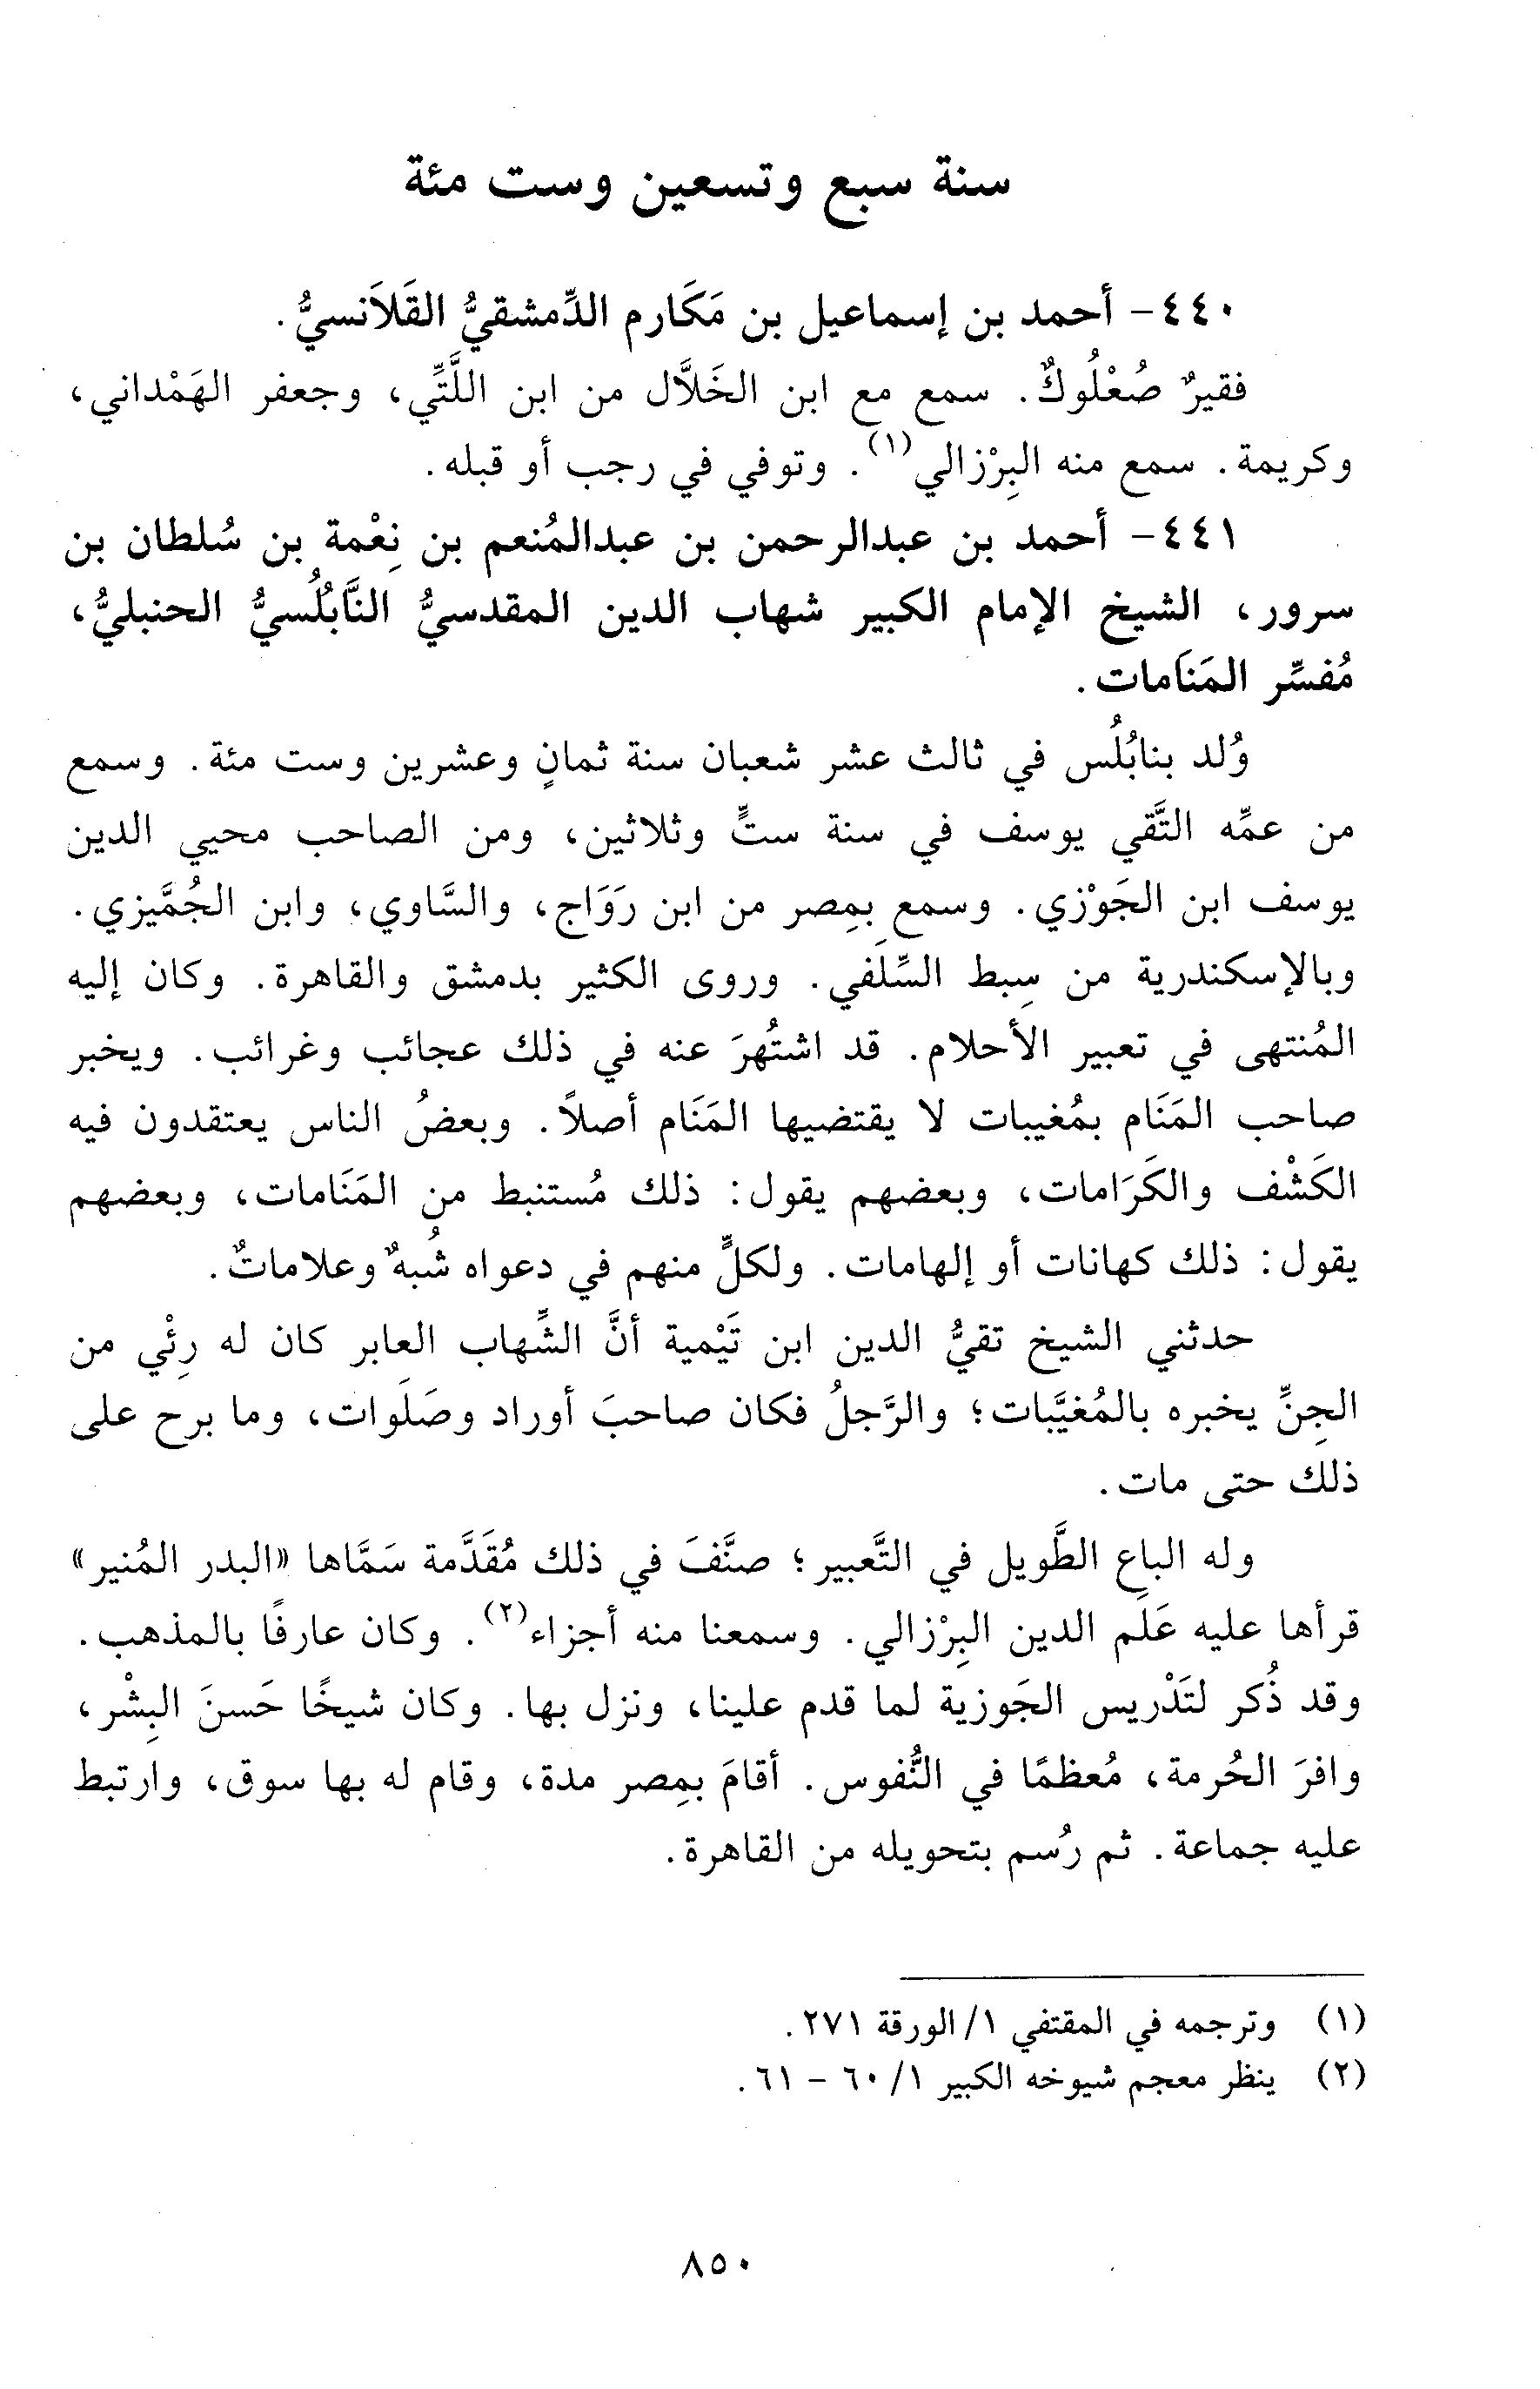 سنة سبع وتسعين وست مئة
٤٤٠- أحمد بن إسماعيل بن مَكَارم الدِّمشقيُّ القَلاَنسيُّ.
فقيرٌ صُعْلُوكٌ. سمع مع ابن الخَلاَّل من ابن اللَّتِّي، وجعفر الهَمْداني،
وكريمة. سمع منه البِرْزالي(١). وتوفي في رجب أو قبله.
٤٤١- أحمد بن عبدالرحمن بن عبدالمُنعم بن نِعْمة بن سُلطان بن
سرور، الشيخ الإمام الكبير شهاب الدين المقدسيُّ النَّابُلُسيُّ الحنبليُّ،
مُفسِّر المَنَامات.
وُلد بنابُلُس في ثالث عشر شعبان سنة ثمانٍ وعشرين وست مئة. وسمع
من عمِّه التَّقي يوسف في سنة ستٍّ وثلاثين، ومن الصاحب محيي الدين
يوسف ابن الجَوْزي. وسمع بمِصر من ابن رَوَاج، والسَّاوي، وابن الجُمَّيزي.
وبالإسكندرية من سِبط السِّلَفي. وروى الكثير بدمشق والقاهرة. وكان إليه
المُنتهى في تعبير الأحلام. قد اشتُهرَ عنه في ذلك عجائب وغرائب. ويخبر
صاحب المَنَام بمُغيبات لا يقتضيها المَنَام أصلاً. وبعضُ الناس يعتقدون فيه
الكَشْف والكَرَامات، وبعضهم يقول: ذلك مُستنبط من المَنَامات، وبعضهم
يقول: ذلك كهانات أو إلهامات. ولكلٍّ منهم في دعواه شُبهٌ وعلاماتٌ.
حدثني الشيخ تقيُّ الدين ابن تَيْمية أنَّ الشِّهاب العابر كان له رِئْي من
الجِنِّ يخبره بالمُغيَّبات؛ والرَّجلُ فكان صاحبَ أوراد وصَلَوات، وما برح على
ذلك حتى مات.
وله الباع الطَّويل في التَّعبير؛ صنَّفَ في ذلك مُقَدَّمة سَمَّاها «البدر المُنير»
قرأها عليه عَلَم الدين البِرْزالي. وسمعنا منه أجزاء(٢). وكان عارفًا بالمذهب.
وقد ذُكر لتَدْريس الجَوزية لما قدم علينا، ونزل بها. وكان شيخًا حَسنَ البِشْر،
وافرَ الحُرمة، مُعظمًا في النُّفوس. أقامَ بمِصر مدة، وقام له بها سوق، وارتبط
عليه جماعة. ثم رُسم بتحويله من القاهرة.
(١) وترجمه في المقتفي ١/ الورقة ٢٧١.
(٢) ينظر معجم شيوخه الكبير ١/ ٦٠ – ٦١.
٨٥٠